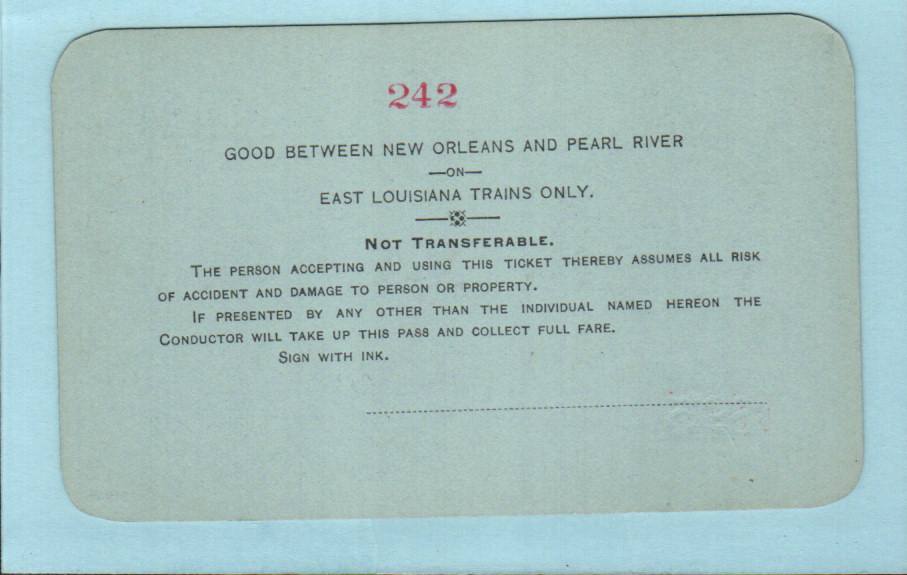 242
GOOD BETWEEN NEW ORLEANS AND PEARL RIVER
—ON—
EAST LOUISIANA TRAINS ONLY.
NOT TRANSFERABLE.
THE PERSON ACCEPTING AND USING THIS TICKET THEREBY ASSUMES ALL RISK
OF ACCIDENT AND DAMAGE TO PERSON OR PROPERTY.
IF PRESENTED BY ANY OTHER THAN THE INDIVIDUAL NAMED HEREON THE
CONDUCTOR WILL TAKE UP THIS PASS AND COLLECT FULL FARE.
SIGN WITH INK.